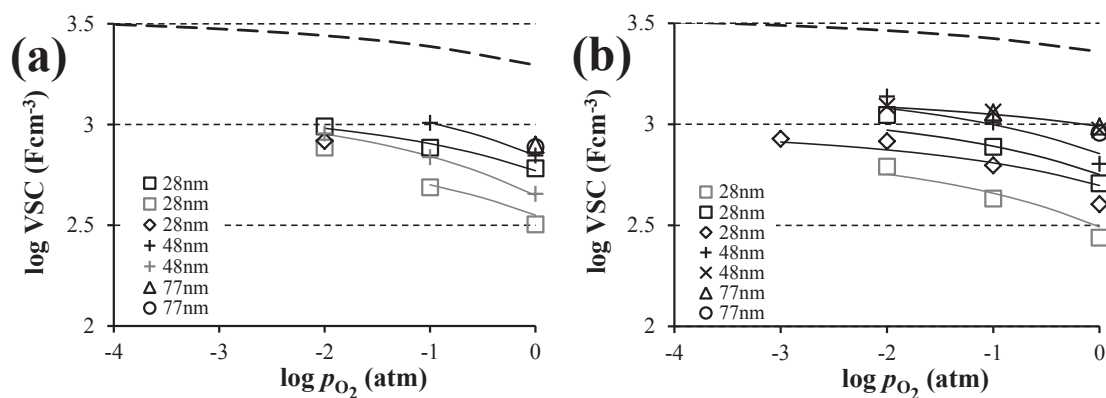 (a)
3.5
3
2.5
2
log VSC (Fcm⁻³)
28nm
28nm
28nm
48nm
48nm
77nm
77nm
-4 -3 -2 -1 0
log pO₂ (atm)
(b)
3.5
3
2.5
2
log VSC (Fcm⁻³)
28nm
28nm
28nm
48nm
48nm
77nm
77nm
-4 -3 -2 -1 0
log pO₂ (atm)